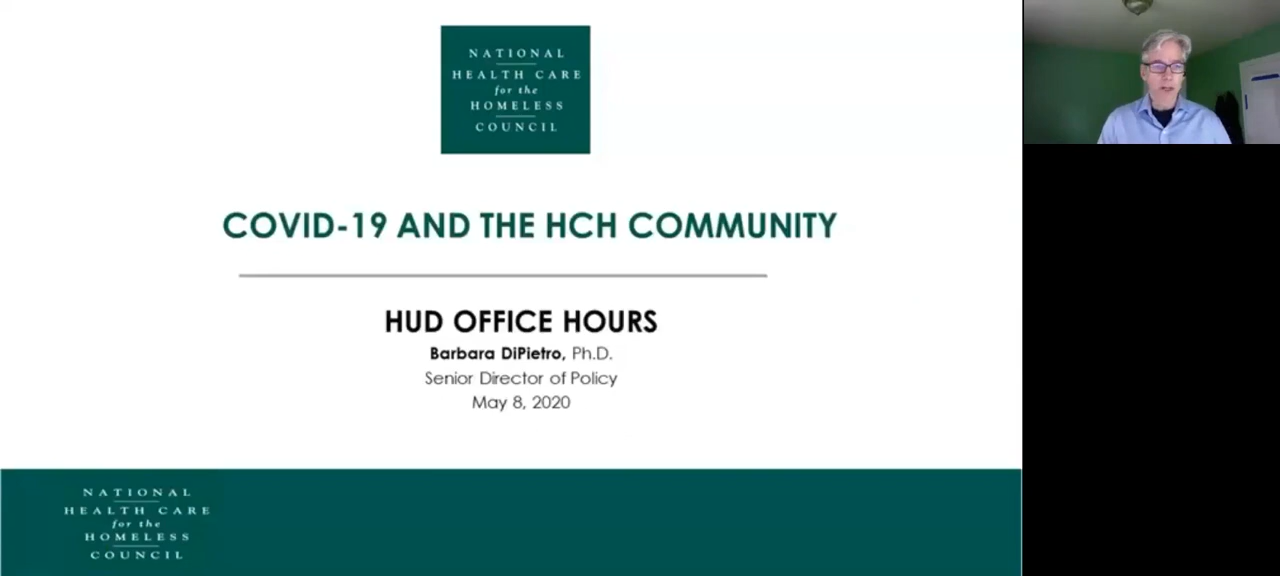 NATIONAL
HEALTH CARE
for the
HOMELESS
COUNCIL
COVID-19 AND THE HCH COMMUNITY
HUD OFFICE HOURS
Barbara DiPietro, Ph.D.
Senior Director of Policy
May 8, 2020
NATIONAL
HEALTH CARE
for the
HOMELESS
COUNCIL